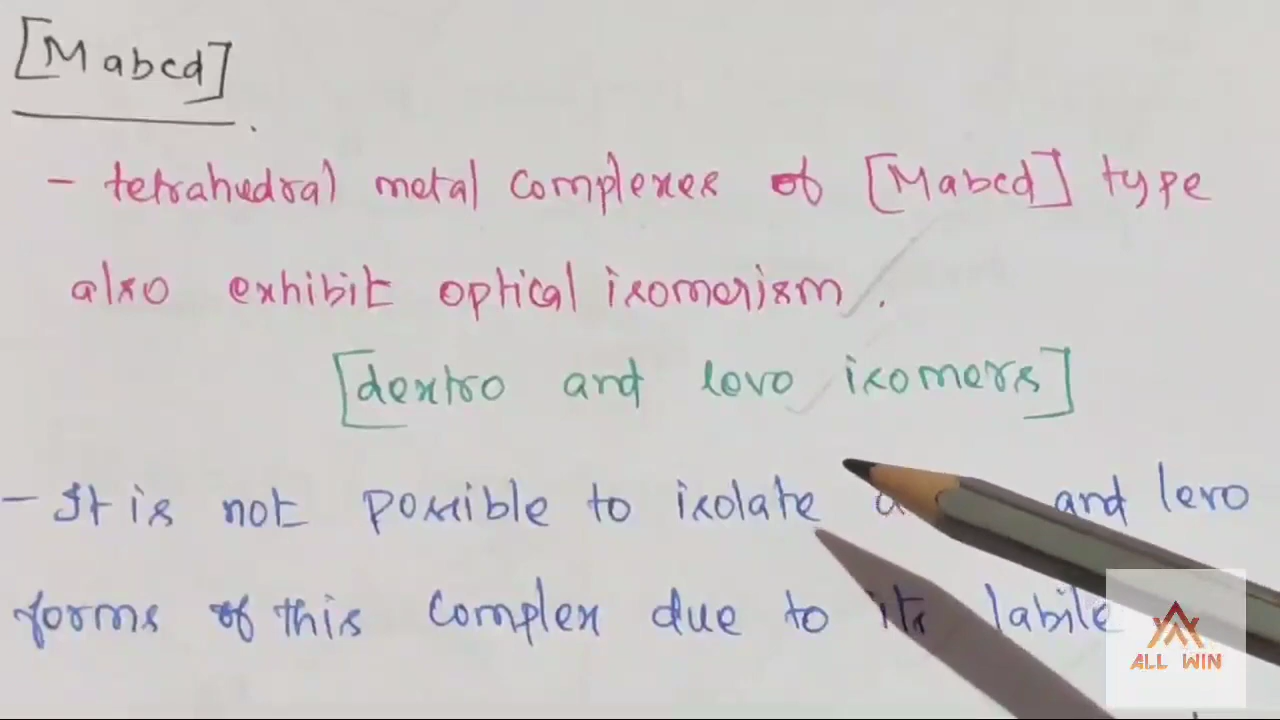 [Mabcd]
- tetrahedral metal complexes of [Mabcd] type
also exhibit optical isomerism.
[dextro and levo isomers]
- It is not possible to isolate and levo
forms of this complex due to its labile
ALL WIN